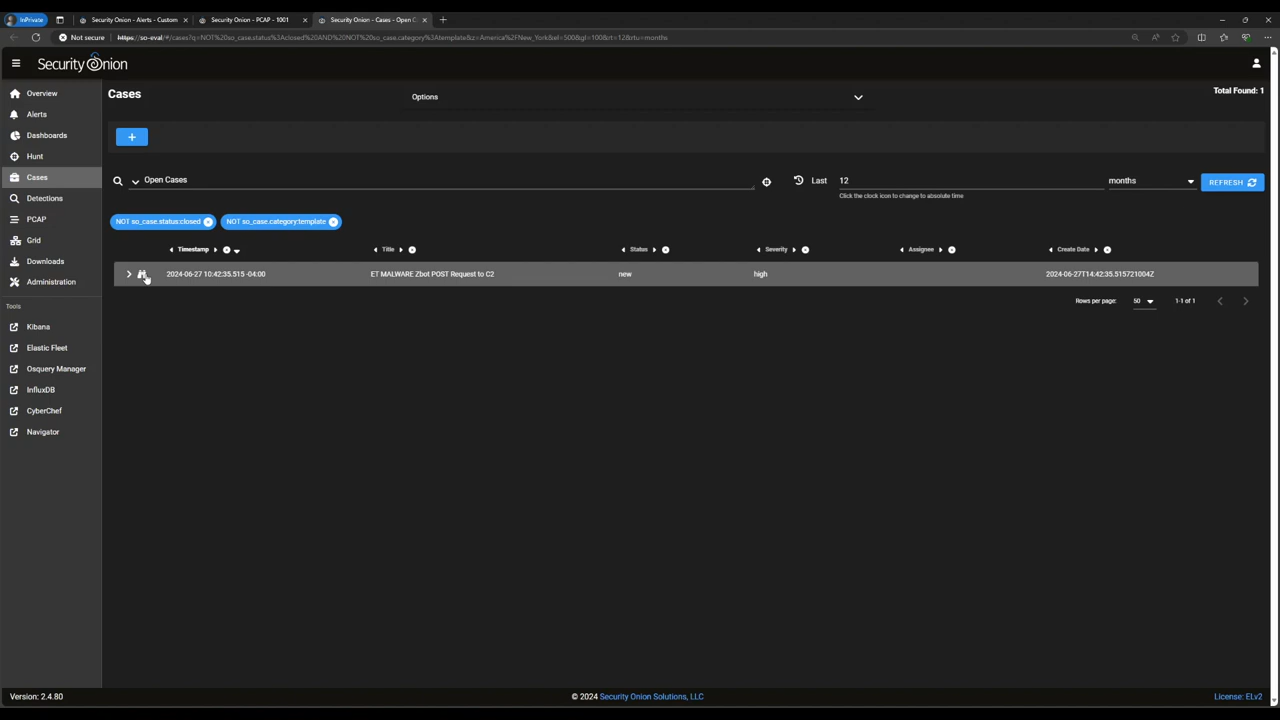 InPrivate
Security Onion - Alerts - Custom
Security Onion - PCAP - 1001
Security Onion - Cases - Open C
Not secure
https://so-eval/#/cases?q=NOT%20so_case.status%3Aclosed%20AND%20NOT%20so_case.category%3Atemplate&z=America%2FNew_York&el=500&gl=100&rt=12&rtu=months
Security Onion
Overview
Alerts
Dashboards
Hunt
Cases
Detections
PCAP
Grid
Downloads
Administration
Tools
Kibana
Elastic Fleet
Osquery Manager
InfluxDB
CyberChef
Navigator
Version: 2.4.80
Cases
Options
Total Found: 1
+
Open Cases
Last
12
months
REFRESH
Click the clock icon to change to absolute time
NOT so_case.status:closed
NOT so_case.category:template
Timestamp
Title
Status
Severity
Assignee
Create Date
2024-06-27 10:42:35.515 -04:00
ET MALWARE Zbot POST Request to C2
new
high
2024-06-27T14:42:35.515721004Z
Rows per page:
50
1-1 of 1
© 2024 Security Onion Solutions, LLC
License: ELv2